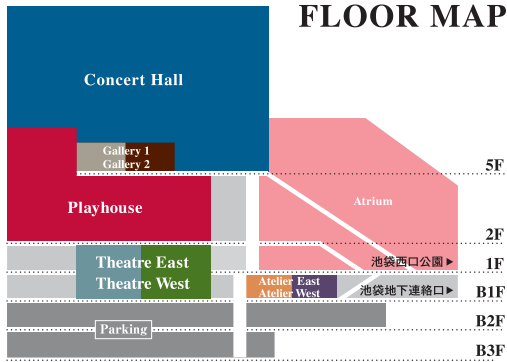 FLOOR MAP
Concert Hall
Gallery 1
Gallery 2
5F
Atrium
Playhouse
2F
Theatre East
池袋西口公園▶
1F
Theatre West
Atelier East
Atelier West
池袋地下連絡口▶
B1F
B2F
Parking
B3F